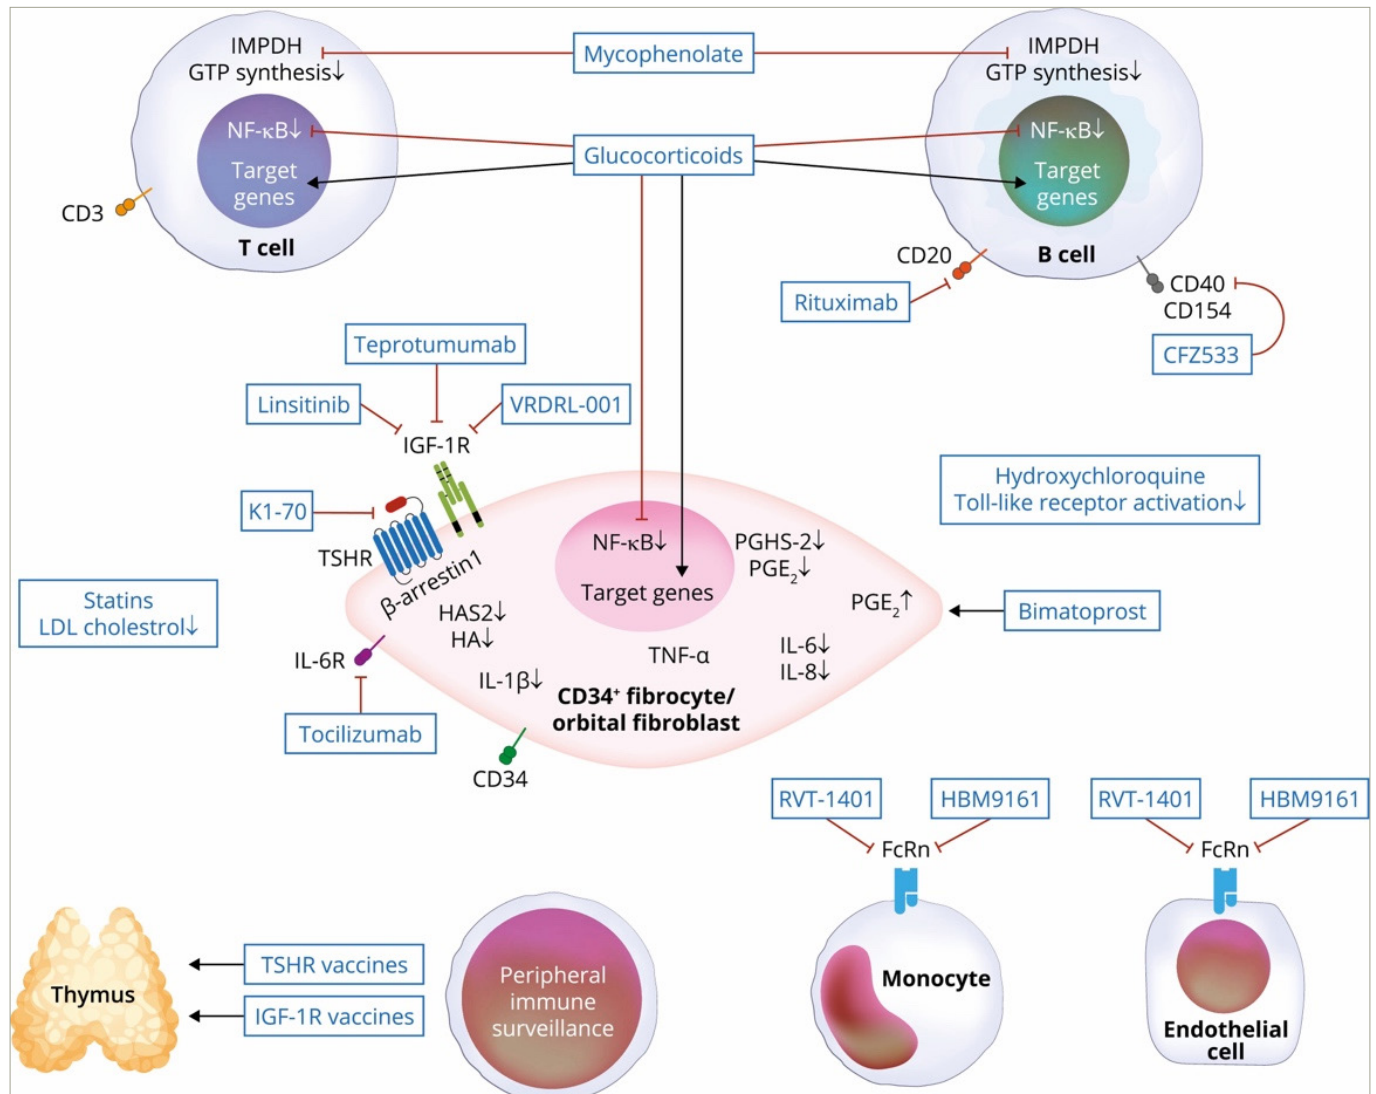 IMPDH
GTP synthesis↓
Mycophenolate
IMPDH
GTP synthesis↓
NF-κB↓
Target
genes
T cell
CD3
Glucocorticoids
NF-κB↓
Target
genes
B cell
CD20
Rituximab
CD40
CD154
CFZ533
Teprotumumab
Linsitinib
VRDRL-001
IGF-1R
K1-70
TSHR
β-arrestin1
Hydroxychloroquine
Toll-like receptor activation↓
NF-κB↓
Target genes
PGHS-2↓
PGE₂↓
PGE₂↑
Bimatoprost
Statins
LDL cholestrol↓
HAS2↓
HA↓
IL-6R
IL-1β↓
TNF-α
IL-6↓
IL-8↓
CD34⁺ fibrocyte/
orbital fibroblast
Tocilizumab
CD34
RVT-1401
HBM9161
FcRn
Monocyte
RVT-1401
HBM9161
FcRn
Endothelial
cell
Thymus
TSHR vaccines
IGF-1R vaccines
Peripheral
immune
surveillance